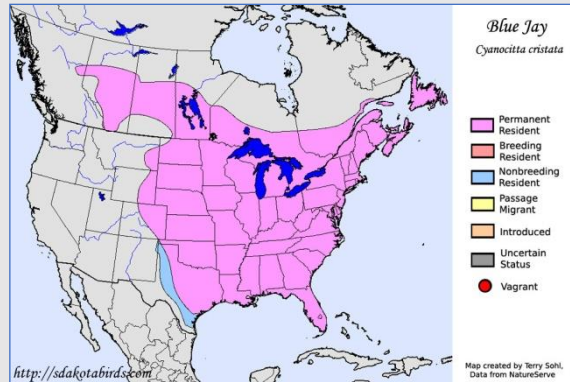 Blue Jay
Cyanocitta cristata
Permanent
Resident
Breeding
Resident
Nonbreeding
Resident
Passage
Migrant
Introduced
Uncertain
Status
Vagrant
http://sdakotabirds.com
Map created by Terry Sohl,
Data from NatureServe